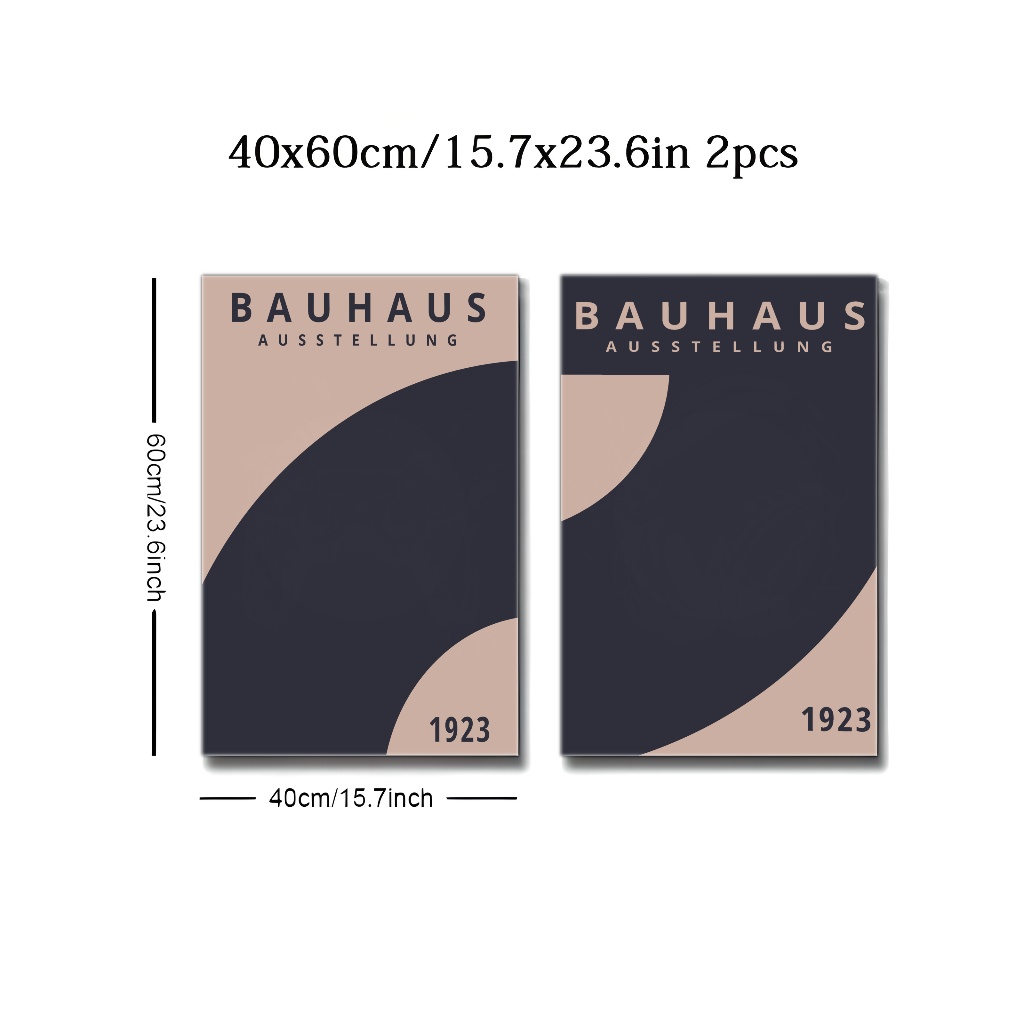 40x60cm/15.7x23.6in 2pcs
BAUHAUS
AUSSTELLUNG
1923
BAUHAUS
AUSSTELLUNG
1923
60cm/23.6inch
40cm/15.7inch